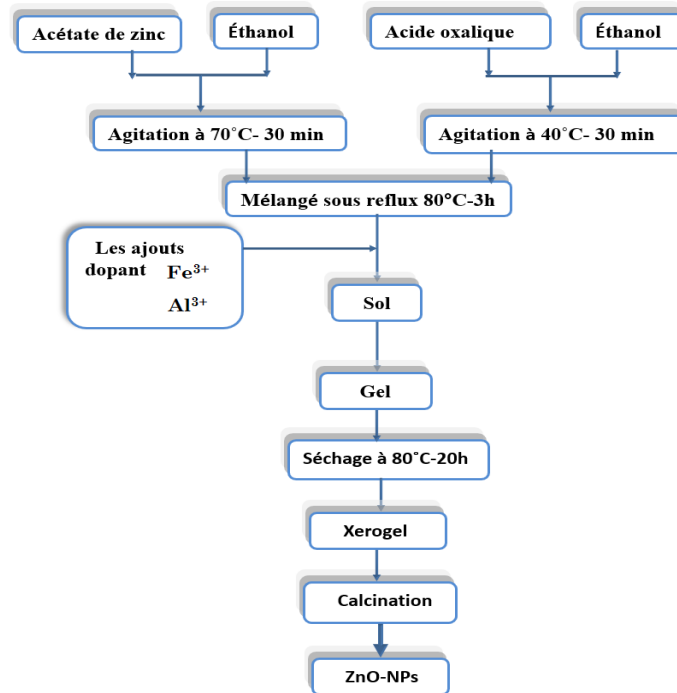 Acétate de zinc
Éthanol
Acide oxalique
Éthanol
Agitation à 70˚C- 30 min
Agitation à 40˚C- 30 min
Mélangé sous reflux 80°C-3h
Les ajouts
dopant Fe³⁺
Al³⁺
Sol
Gel
Séchage à 80˚C-20h
Xerogel
Calcination
ZnO-NPs